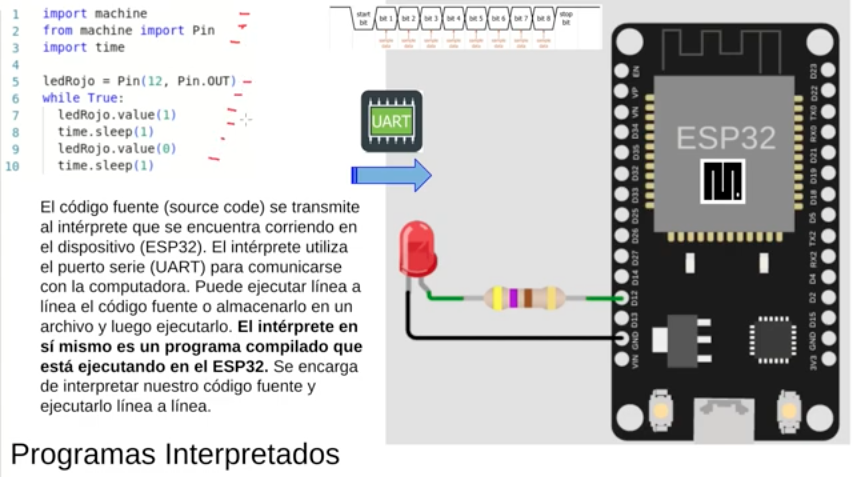 1 import machine
2 from machine import Pin
3 import time
4
5 ledRojo = Pin(12, Pin.OUT)
6 while True:
7 ledRojo.value(1)
8 time.sleep(1)
9 ledRojo.value(0)
10 time.sleep(1)
start bit
bit 1
bit 2
bit 3
bit 4
bit 5
bit 6
bit 7
bit 8
stop bit
UART
El código fuente (source code) se transmite
al intérprete que se encuentra corriendo en
el dispositivo (ESP32). El intérprete utiliza
el puerto serie (UART) para comunicarse
con la computadora. Puede ejecutar línea a
línea el código fuente o almacenarlo en un
archivo y luego ejecutarlo. El intérprete en
sí mismo es un programa compilado que
está ejecutando en el ESP32. Se encarga
de interpretar nuestro código fuente y
ejecutarlo línea a línea.
Programas Interpretados
ESP32
EN
VP
VN
D34
D35
D32
D33
D25
D26
D27
D14
D12
D13
GND
VIN
D23
D22
TX0
RX0
D21
D19
D18
D5
TX2
RX2
D4
D2
D15
GND
3V3